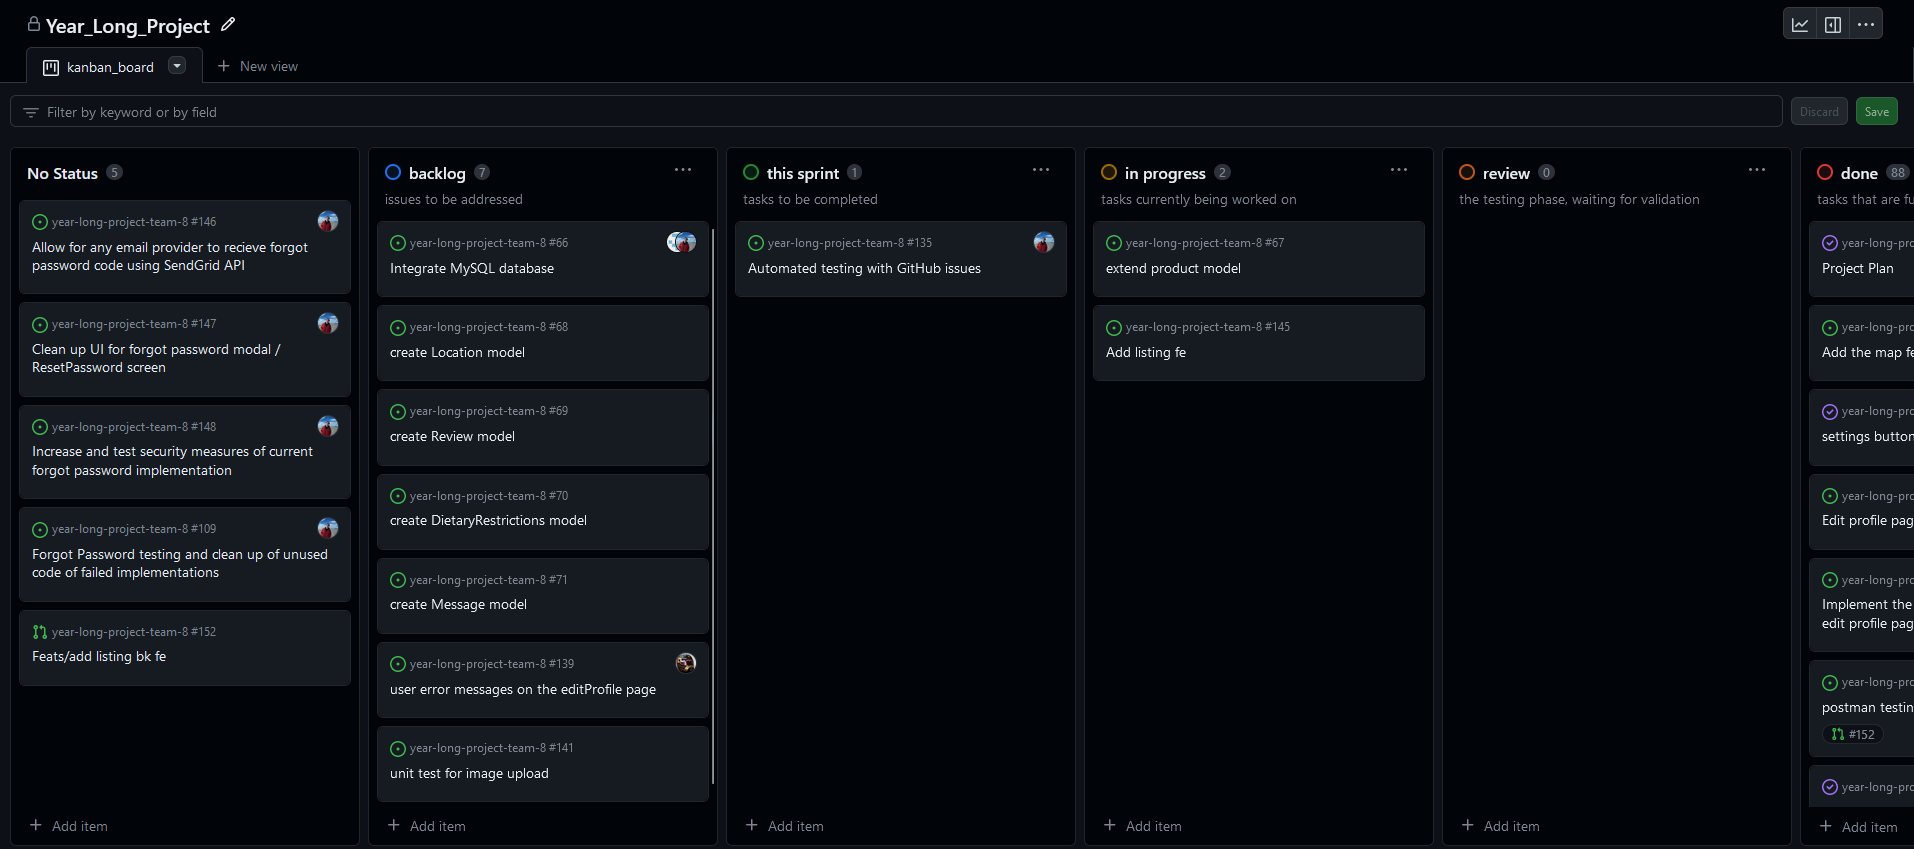 Year_Long_Project
kanban_board
New view
Filter by keyword or by field
Discard
Save
No Status 5
year-long-project-team-8 #146
Allow for any email provider to recieve forgot
password code using SendGrid API
year-long-project-team-8 #147
Clean up UI for forgot password modal /
ResetPassword screen
year-long-project-team-8 #148
Increase and test security measures of current
forgot password implementation
year-long-project-team-8 #109
Forgot Password testing and clean up of unused
code of failed implementations
year-long-project-team-8 #152
Feats/add listing bk fe
Add item
backlog 7
issues to be addressed
year-long-project-team-8 #66
Integrate MySQL database
year-long-project-team-8 #68
create Location model
year-long-project-team-8 #69
create Review model
year-long-project-team-8 #70
create DietaryRestrictions model
year-long-project-team-8 #71
create Message model
year-long-project-team-8 #139
user error messages on the editProfile page
year-long-project-team-8 #141
unit test for image upload
Add item
this sprint 1
tasks to be completed
year-long-project-team-8 #135
Automated testing with GitHub issues
Add item
in progress 2
tasks currently being worked on
year-long-project-team-8 #67
extend product model
year-long-project-team-8 #145
Add listing fe
Add item
review 0
the testing phase, waiting for validation
Add item
done 88
tasks that are fu
year-long-pro
Project Plan
year-long-pro
Add the map fe
year-long-pro
settings button
year-long-pro
Edit profile pag
year-long-pro
Implement the
edit profile pag
year-long-pro
postman testin
#152
year-long-pro
Add item